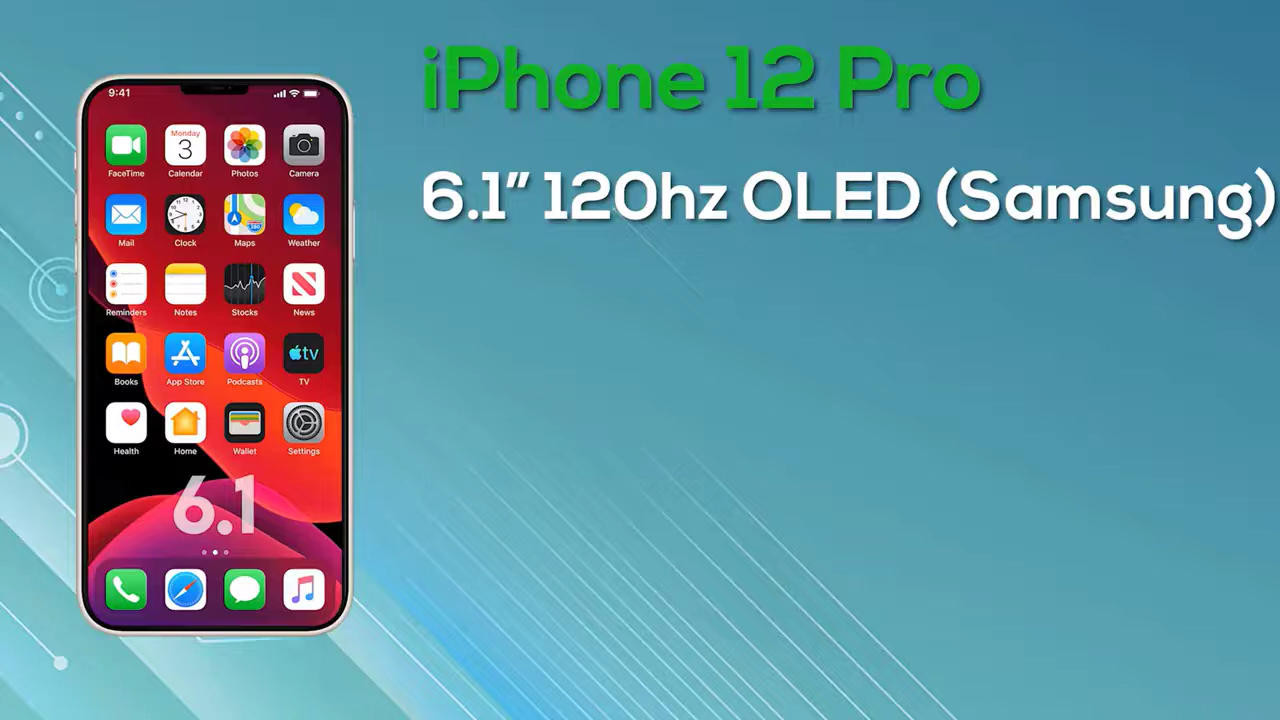 iPhone 12 Pro
6.1” 120hz OLED (Samsung)
9:41
Monday
3
FaceTime Calendar Photos Camera
Mail Clock Maps Weather
Reminders Notes Stocks News
tv
Books App Store Podcasts TV
Health Home Wallet Settings
6.1